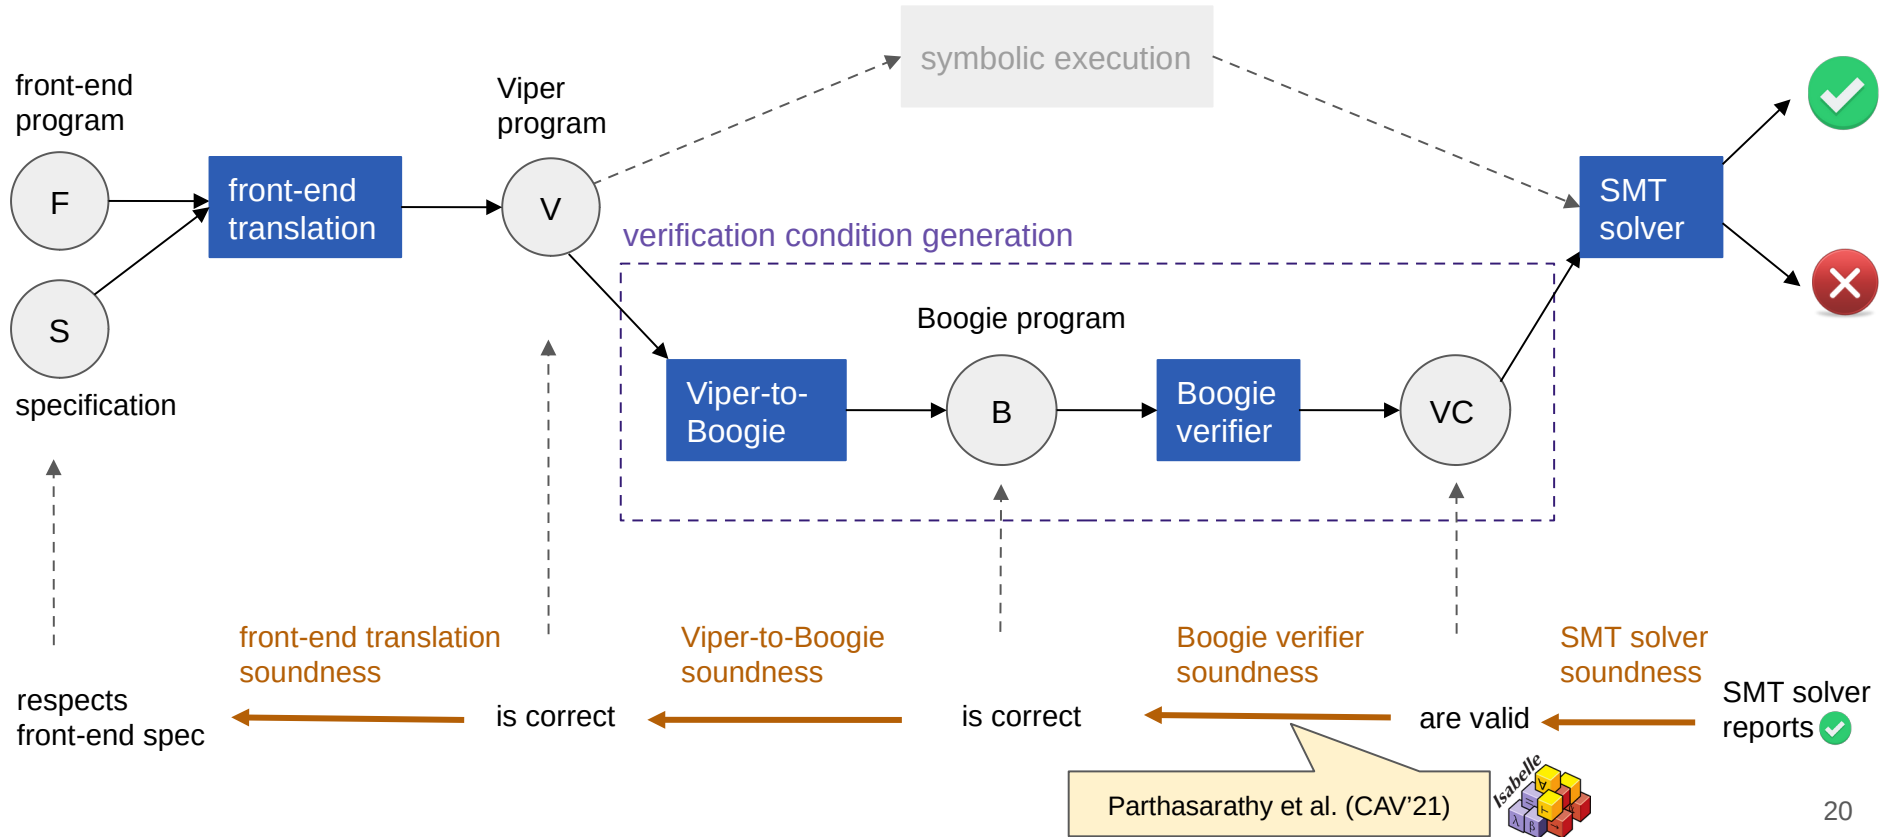 symbolic execution
front-end
program
Viper
program
F
front-end
translation
V
SMT
solver
verification condition generation
S
Boogie program
specification
Viper-to-
Boogie
B
Boogie
verifier
VC
front-end translation
soundness
Viper-to-Boogie
soundness
Boogie verifier
soundness
SMT solver
soundness
respects
front-end spec
is correct
is correct
are valid
SMT solver
reports
Parthasarathy et al. (CAV’21)
Isabelle
λ β
20